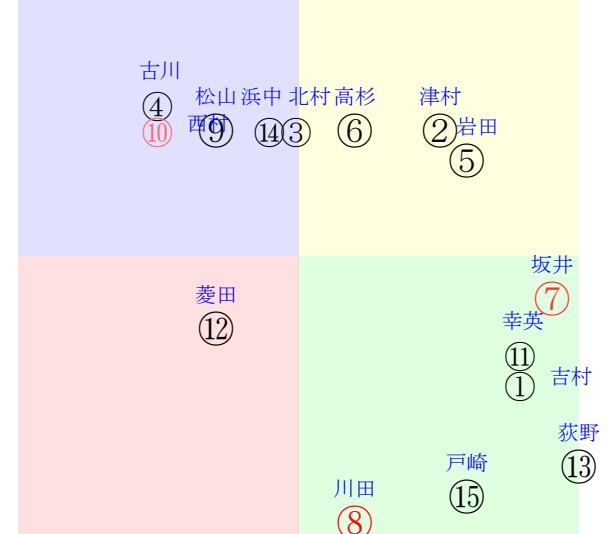 古川
④
⑩
西村
松山
⑨
浜中
⑭
北村
③
高杉
⑥
津村
②
岩田
⑤
坂井
⑦
菱田
⑫
幸英
⑪
①
吉村
荻野
⑬
戸崎
⑮
川田
⑧